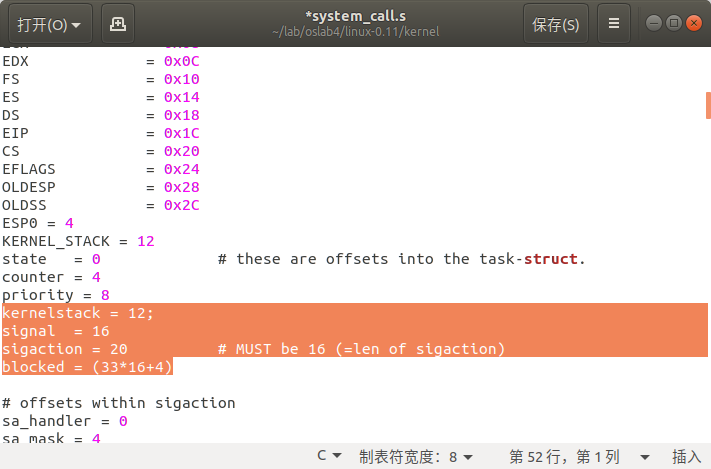 打开(O)
*system_call.s
~/lab/oslab4/linux-0.11/kernel
保存(S)
EDX = 0x0C
FS = 0x10
ES = 0x14
DS = 0x18
EIP = 0x1C
CS = 0x20
EFLAGS = 0x24
OLDESP = 0x28
OLDSS = 0x2C
ESP0 = 4
KERNEL_STACK = 12
state = 0 # these are offsets into the task-struct.
counter = 4
priority = 8
kernelstack = 12;
signal = 16
sigaction = 20 # MUST be 16 (=len of sigaction)
blocked = (33*16+4)
# offsets within sigaction
sa_handler = 0
sa_mask = 4
C 制表符宽度：8 第 52 行，第 1 列 插入